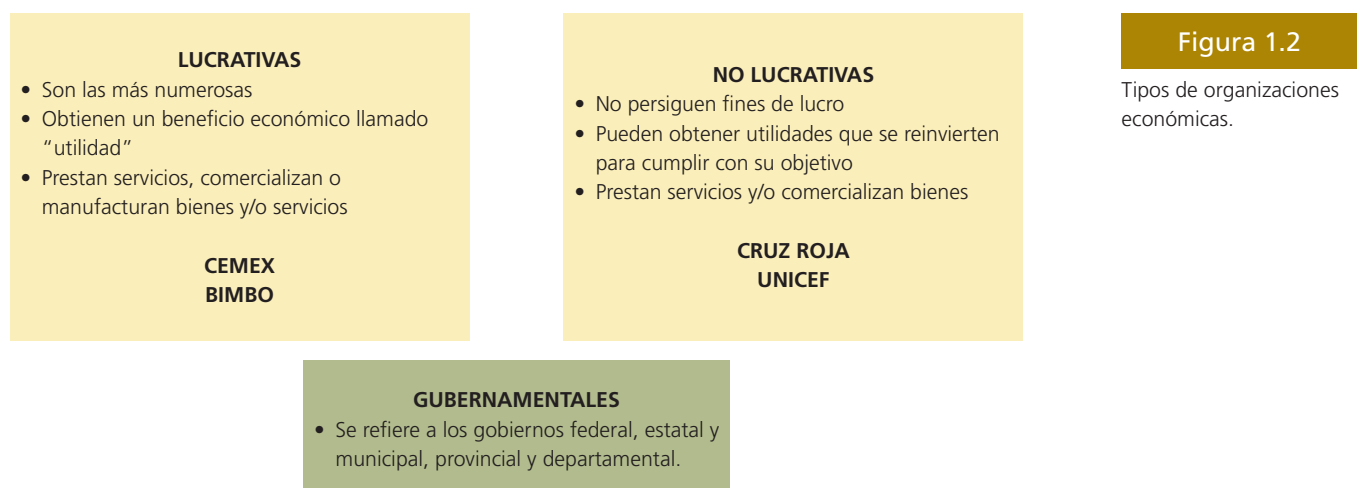 LUCRATIVAS
• Son las más numerosas
• Obtienen un beneficio económico llamado
“utilidad”
• Prestan servicios, comercializan o
manufacturan bienes y/o servicios
CEMEX
BIMBO
NO LUCRATIVAS
• No persiguen fines de lucro
• Pueden obtener utilidades que se reinvierten
para cumplir con su objetivo
• Prestan servicios y/o comercializan bienes
CRUZ ROJA
UNICEF
GUBERNAMENTALES
• Se refiere a los gobiernos federal, estatal y
municipal, provincial y departamental.
Figura 1.2
Tipos de organizaciones
económicas.